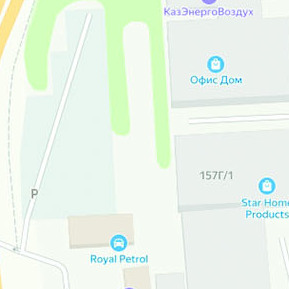 КазЭнергоВоздух
Офис Дом
157Г/1
Star Home
Products
P
Royal Petrol